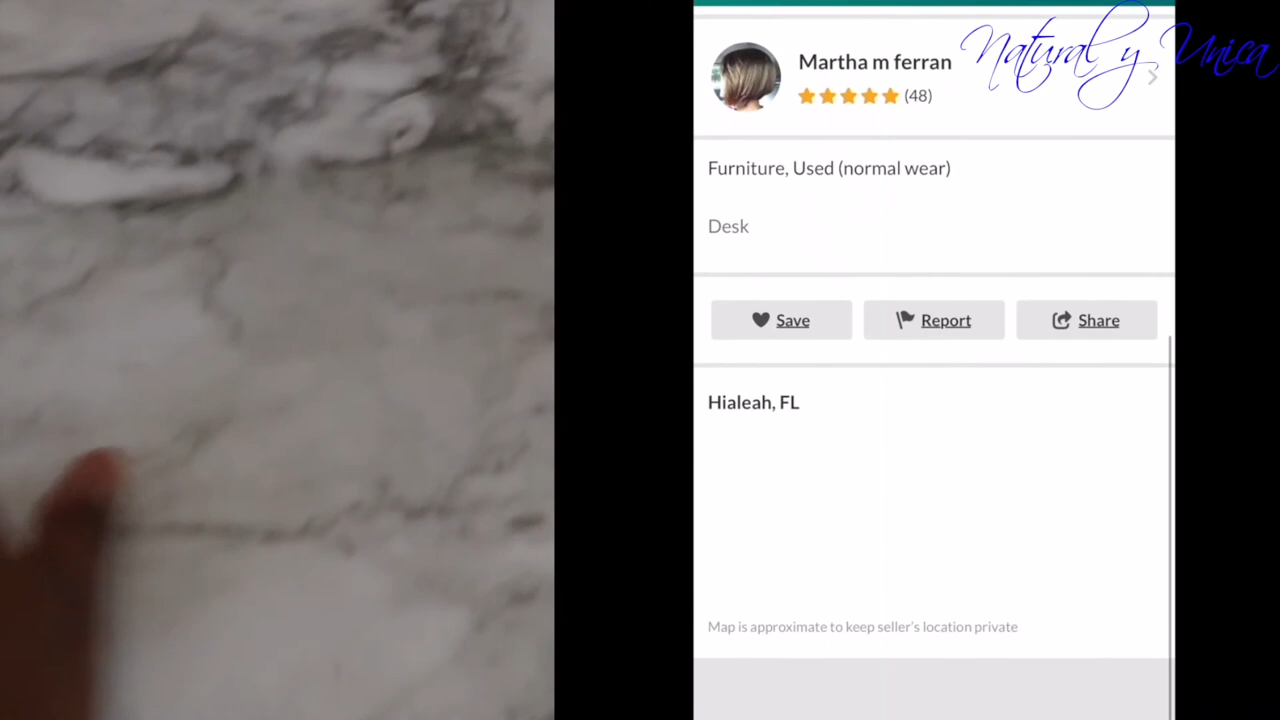 Natural y Unica
Martha m ferran
(48)
Furniture, Used (normal wear)
Desk
Save
Report
Share
Hialeah, FL
Map is approximate to keep seller's location private